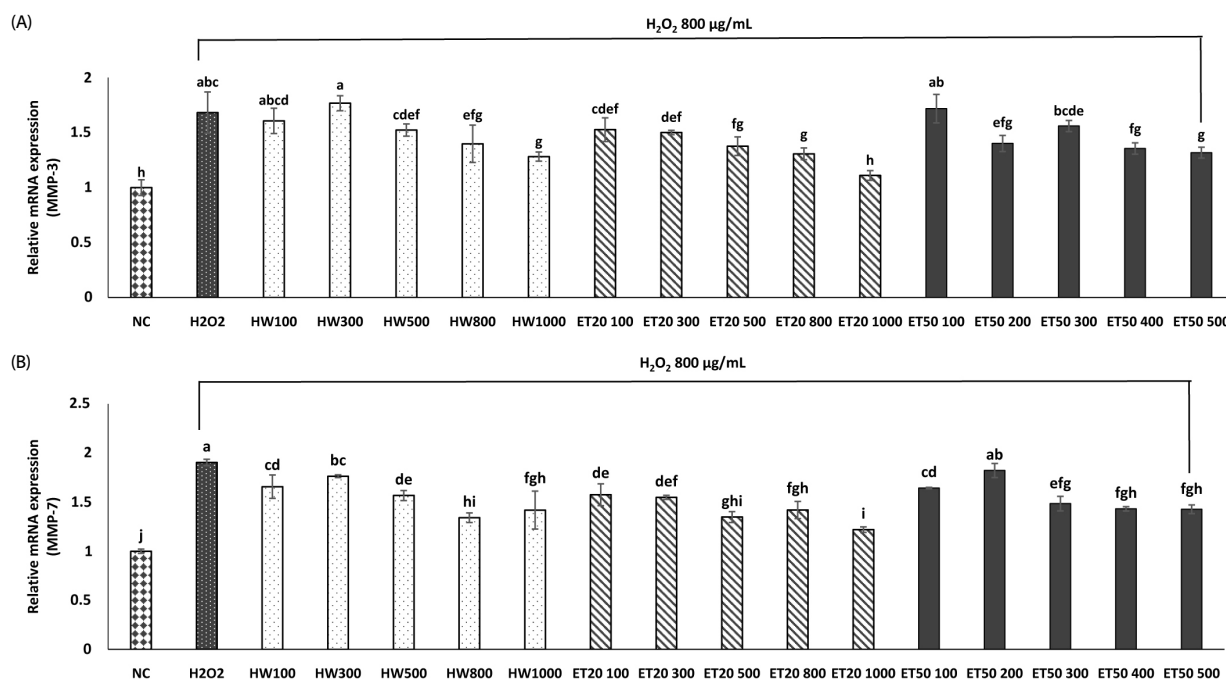 (A)
H₂O₂ 800 µg/mL
Relative mRNA expression
(MMP-3)
2
1.5
1
0.5
0
h abc abcd a cdef efg g cdef def fg g h ab efg bcde fg g
NC H2O2 HW100 HW300 HW500 HW800 HW1000 ET20 100 ET20 300 ET20 500 ET20 800 ET20 1000 ET50 100 ET50 200 ET50 300 ET50 400 ET50 500
(B)
H₂O₂ 800 µg/mL
Relative mRNA expression
(MMP-7)
2.5
2
1.5
1
0.5
0
j a cd bc de hi fgh de def ghi fgh i cd ab efg fgh fgh
NC H2O2 HW100 HW300 HW500 HW800 HW1000 ET20 100 ET20 300 ET20 500 ET20 800 ET20 1000 ET50 100 ET50 200 ET50 300 ET50 400 ET50 500